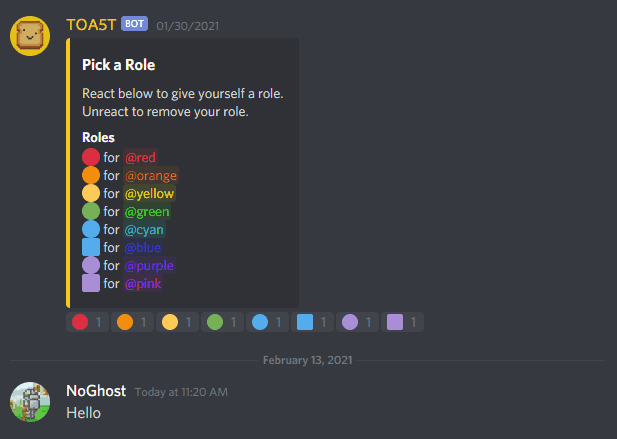 TOA5T BOT 01/30/2021
Pick a Role
React below to give yourself a role.
Unreact to remove your role.
Roles
for @red
for @orange
for @yellow
for @green
for @cyan
for @blue
for @purple
for @pink
1 1 1 1 1 1 1 1
February 13, 2021
NoGhost Today at 11:20 AM
Hello